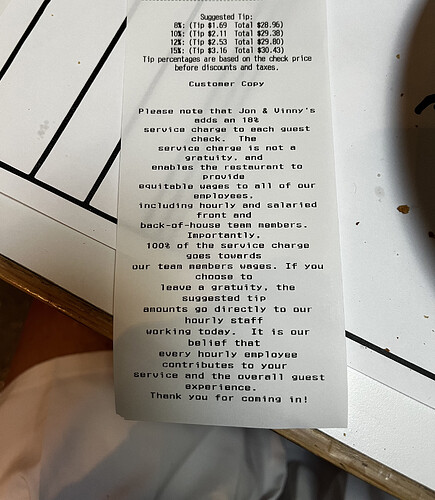 Suggested Tip:
8%: (Tip $1.69 Total $28.96)
10%: (Tip $2.11 Total $29.38)
12%: (Tip $2.53 Total $29.80)
15%: (Tip $3.16 Total $30.43)
Tip percentages are based on the check price
before discounts and taxes.
Customer Copy
Please note that Jon & Vinny's
adds an 18%
service charge to each guest
check. The
service charge is not a
gratuity, and
enables the restaurant to
provide
equitable wages to all of our
employees,
including hourly and salaried
front and
back-of-house team members.
Importantly,
100% of the service charge
goes towards
our team members wages. If you
choose to
leave a gratuity, the
suggested tip
amounts go directly to our
hourly staff
working today. It is our
belief that
every hourly employee
contributes to your
service and the overall guest
experience.
Thank you for coming in!